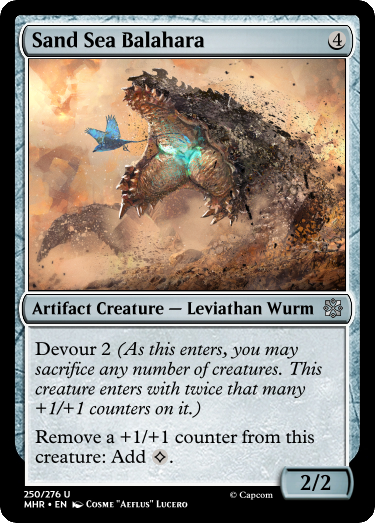 Sand Sea Balahara 4
Artifact Creature — Leviathan Wurm
Devour 2 (As this enters, you may
sacrifice any number of creatures. This
creature enters with twice that many
+1/+1 counters on it.)
Remove a +1/+1 counter from this
creature: Add .
2/2
250/276 U
MHR • EN Cosme "Aeflus" Lucero
© Capcom